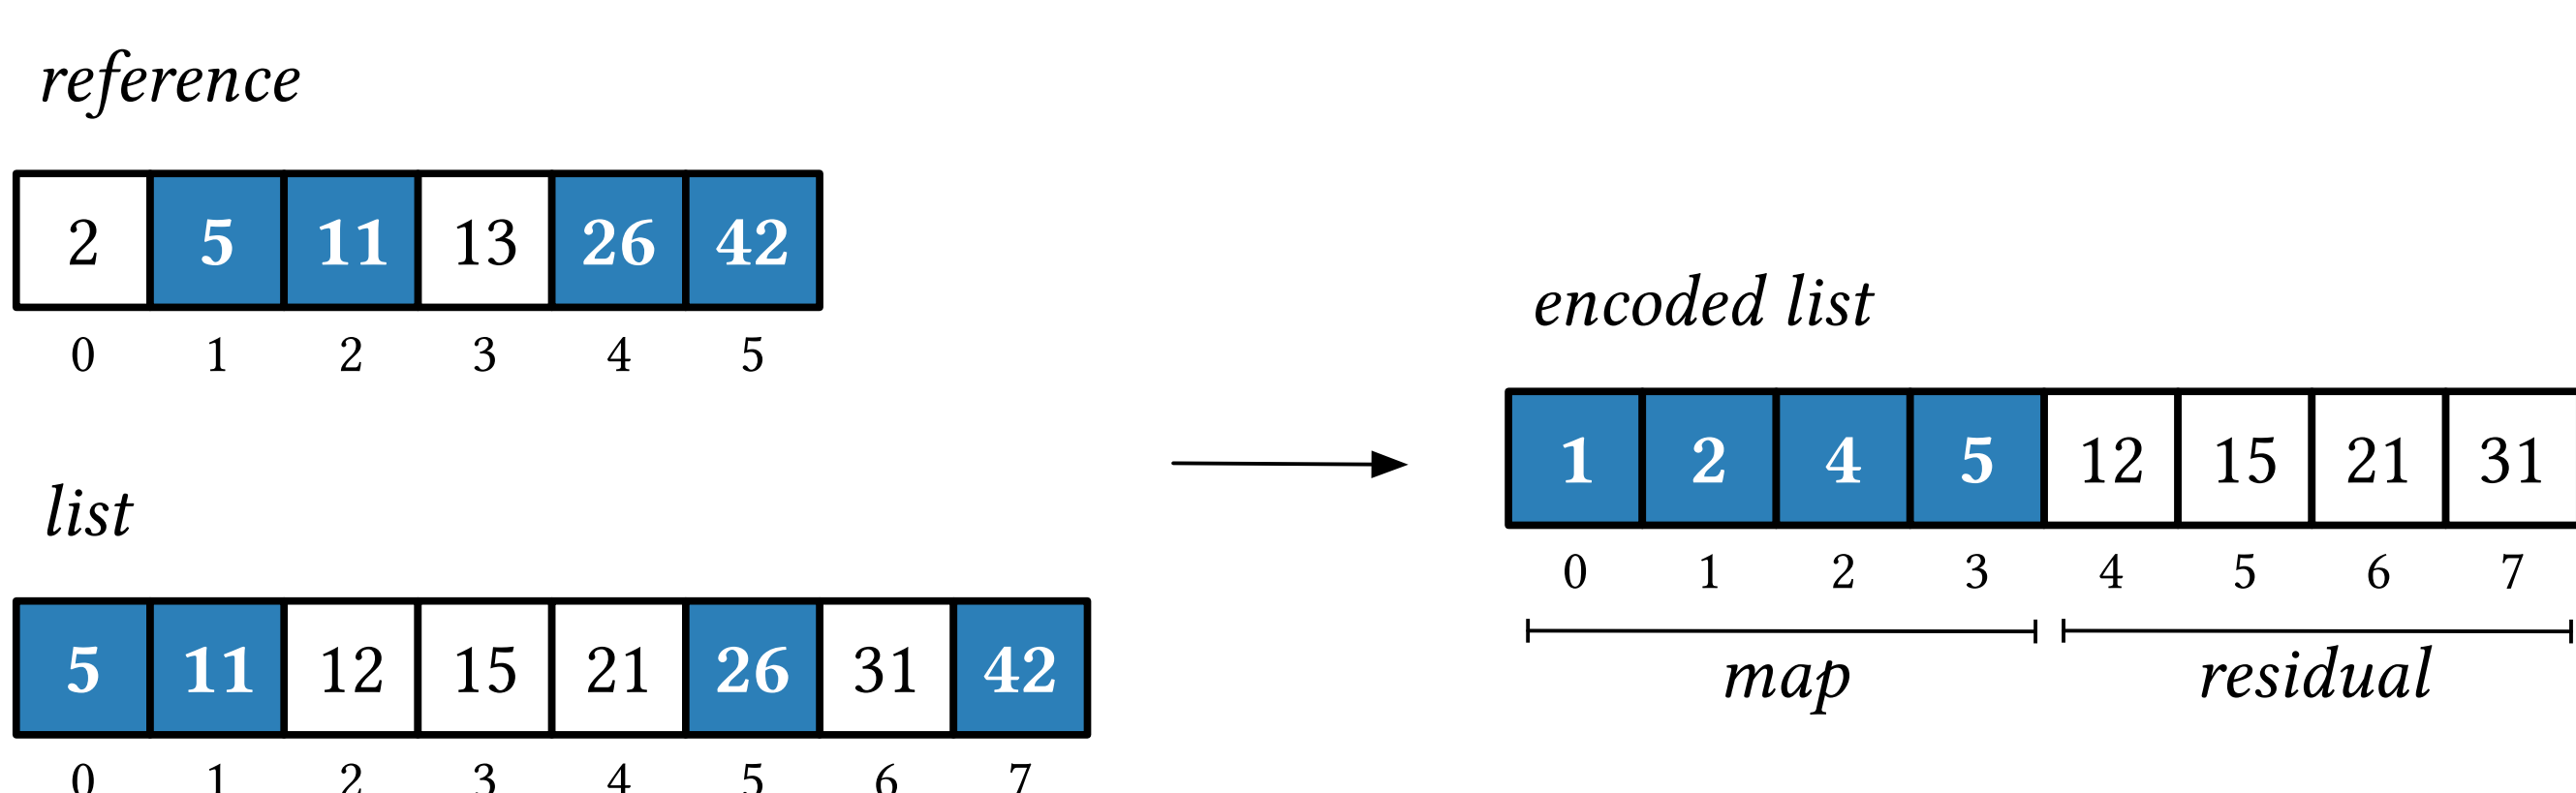 reference
2 5 11 13 26 42
0 1 2 3 4 5
list
5 11 12 15 21 26 31 42
0 1 2 3 4 5 6 7
encoded list
1 2 4 5 12 15 21 31
0 1 2 3 4 5 6 7
map residual